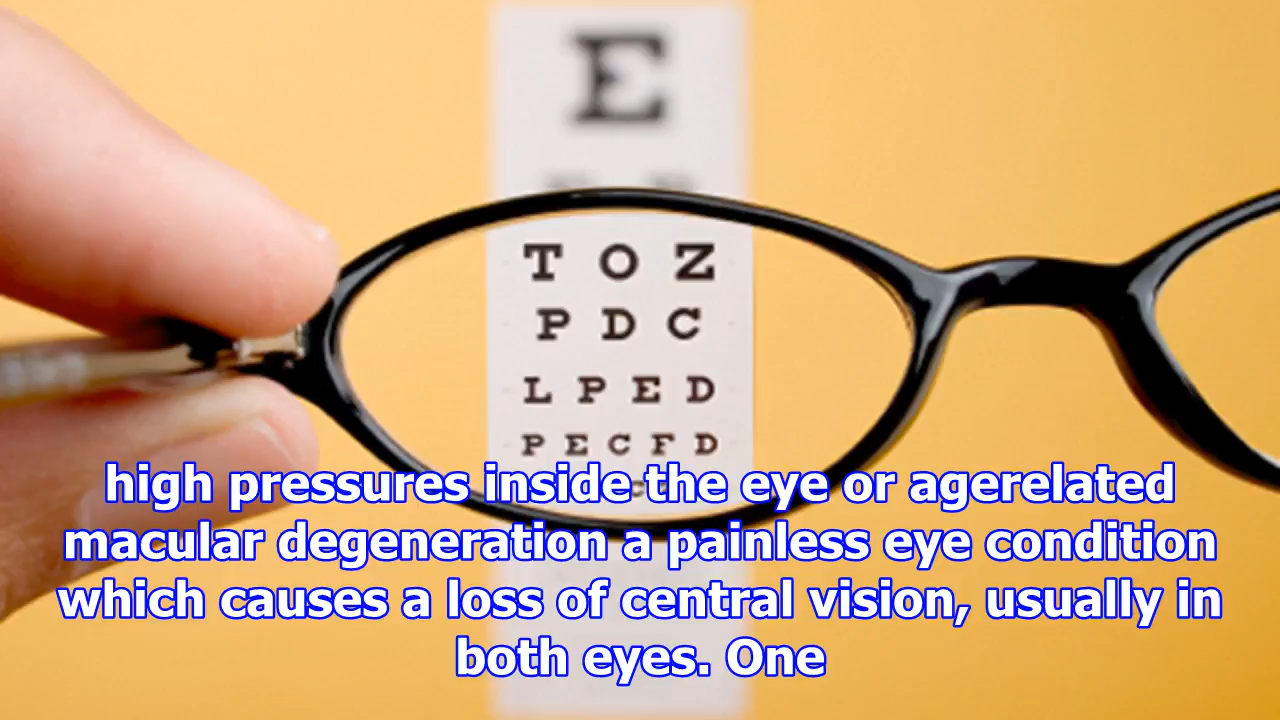 E
T O Z
P D C
L P E D
P E C F D
high pressures inside the eye or agerelated
macular degeneration a painless eye condition
which causes a loss of central vision, usually in
both eyes. One